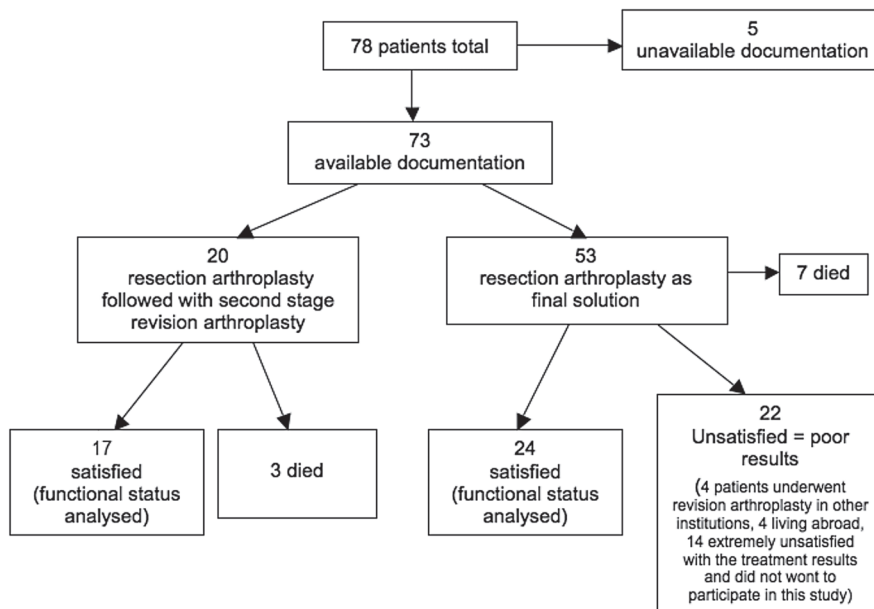 78 patients total
5
unavailable documentation
73
available documentation
20
resection arthroplasty
followed with second stage
revision arthroplasty
53
resection arthroplasty as
final solution
7 died
17
satisfied
(functional status
analysed)
3 died
24
satisfied
(functional status
analysed)
22
Unsatisfied = poor
results
(4 patients underwent
revision arthroplasty in other
institutions, 4 living abroad,
14 extremely unsatisfied
with the treatment results
and did not wont to
participate in this study)